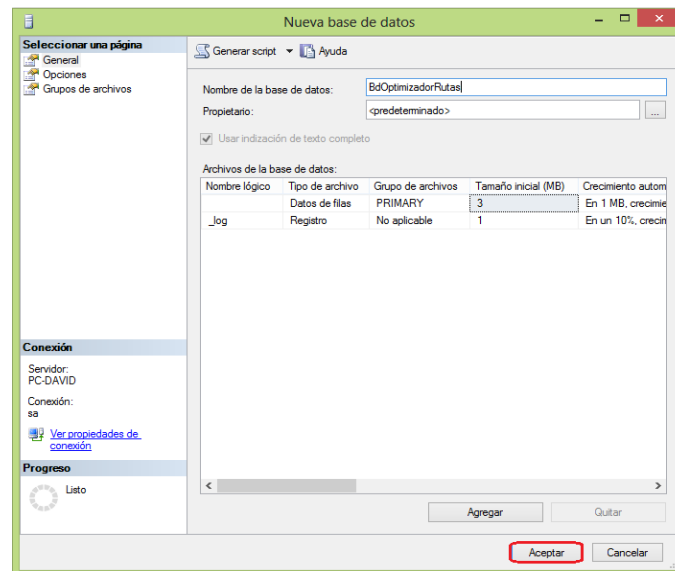 Nueva base de datos
Seleccionar una página
General
Opciones
Grupos de archivos
Generar script
Ayuda
Nombre de la base de datos: BdOptimizadorRutas
Propietario: <predeterminado> ...
Usar indización de texto completo
Archivos de la base de datos:
Nombre lógico Tipo de archivo Grupo de archivos Tamaño inicial (MB) Crecimiento autom
Datos de filas PRIMARY 3 En 1 MB, crecimie
_log Registro No aplicable 1 En un 10%, crecin
Conexión
Servidor:
PC-DAVID
Conexión:
sa
Ver propiedades de
conexión
Progreso
Listo
Agregar Quitar
Aceptar Cancelar